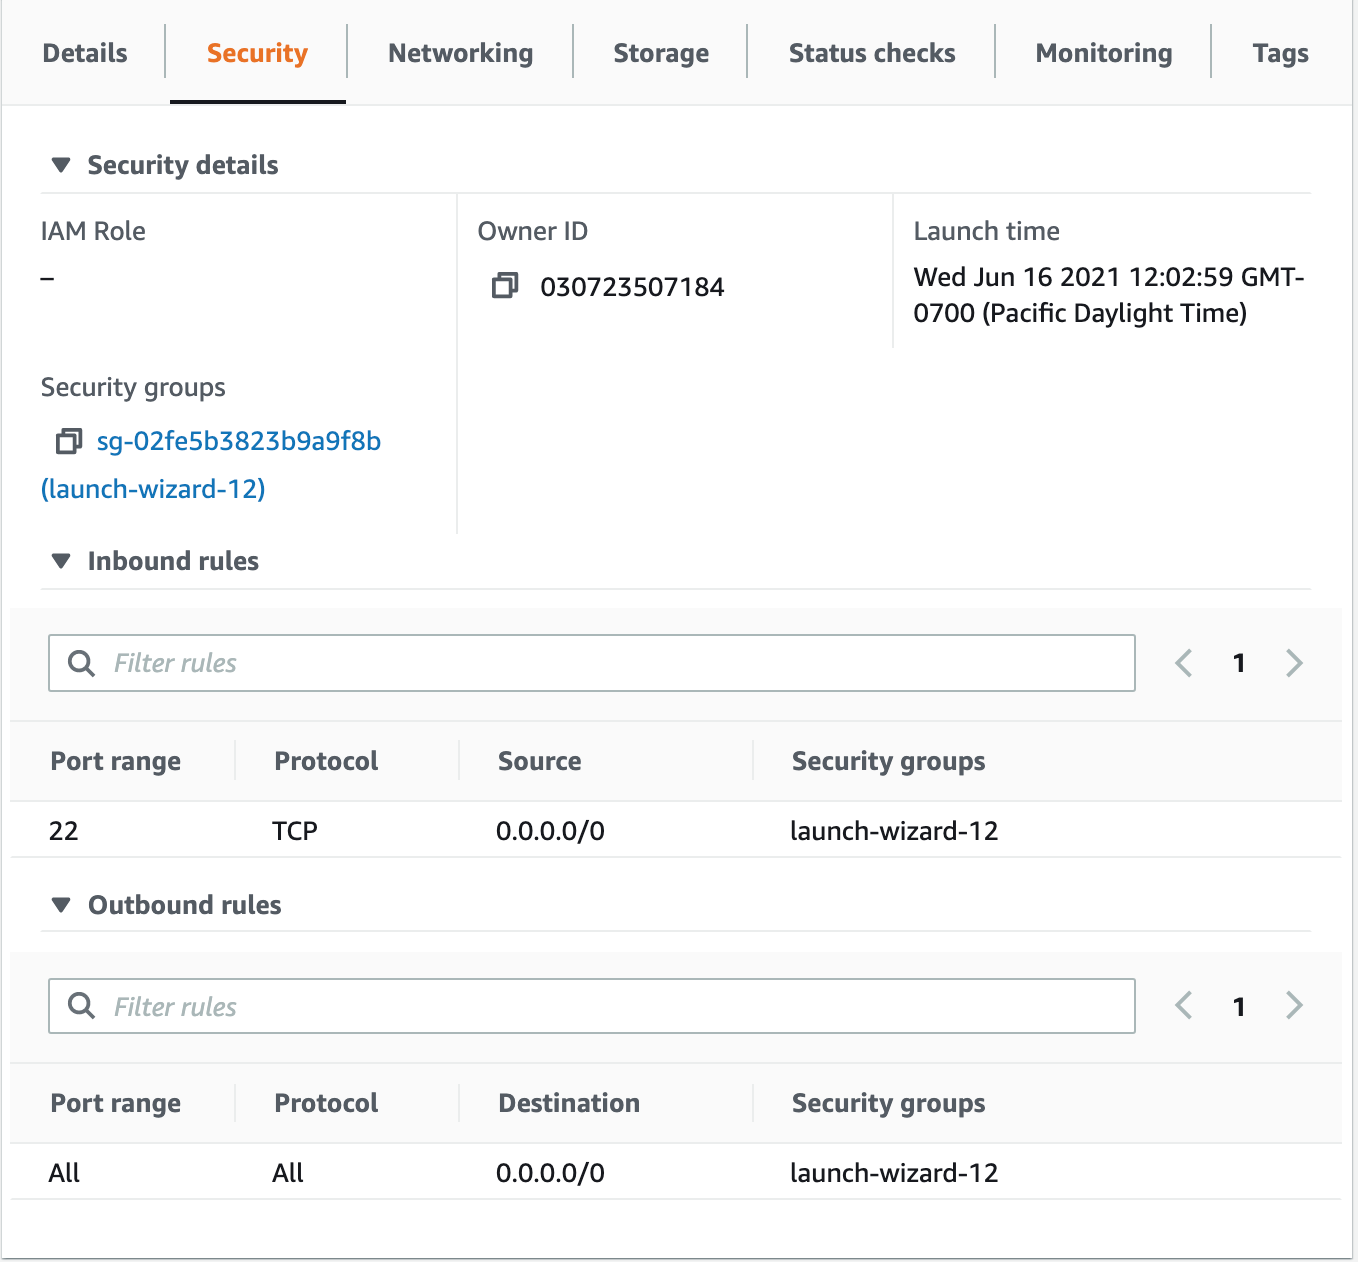 Details Security Networking Storage Status checks Monitoring Tags
Security details
IAM Role
–
Owner ID
030723507184
Launch time
Wed Jun 16 2021 12:02:59 GMT-
0700 (Pacific Daylight Time)
Security groups
sg-02fe5b3823b9a9f8b
(launch-wizard-12)
Inbound rules
Filter rules 1
Port range Protocol Source Security groups
22 TCP 0.0.0.0/0 launch-wizard-12
Outbound rules
Filter rules 1
Port range Protocol Destination Security groups
All All 0.0.0.0/0 launch-wizard-12